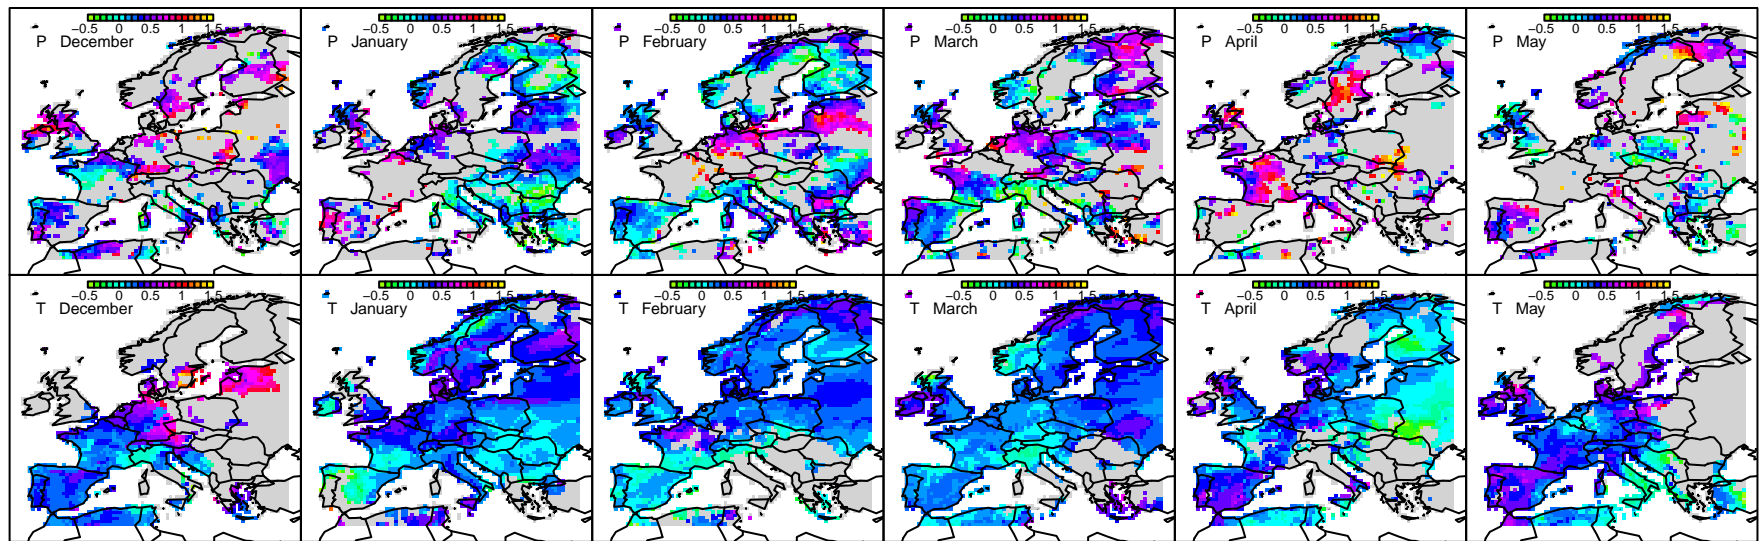 −0.5 0 0.5 1 1.5
P December
−0.5 0 0.5 1 1.5
P January
−0.5 0 0.5 1 1.5
P February
−0.5 0 0.5 1 1.5
P March
−0.5 0 0.5 1 1.5
P April
−0.5 0 0.5 1 1.5
P May
−0.5 0 0.5 1 1.5
T December
−0.5 0 0.5 1 1.5
T January
−0.5 0 0.5 1 1.5
T February
−0.5 0 0.5 1 1.5
T March
−0.5 0 0.5 1 1.5
T April
−0.5 0 0.5 1 1.5
T May